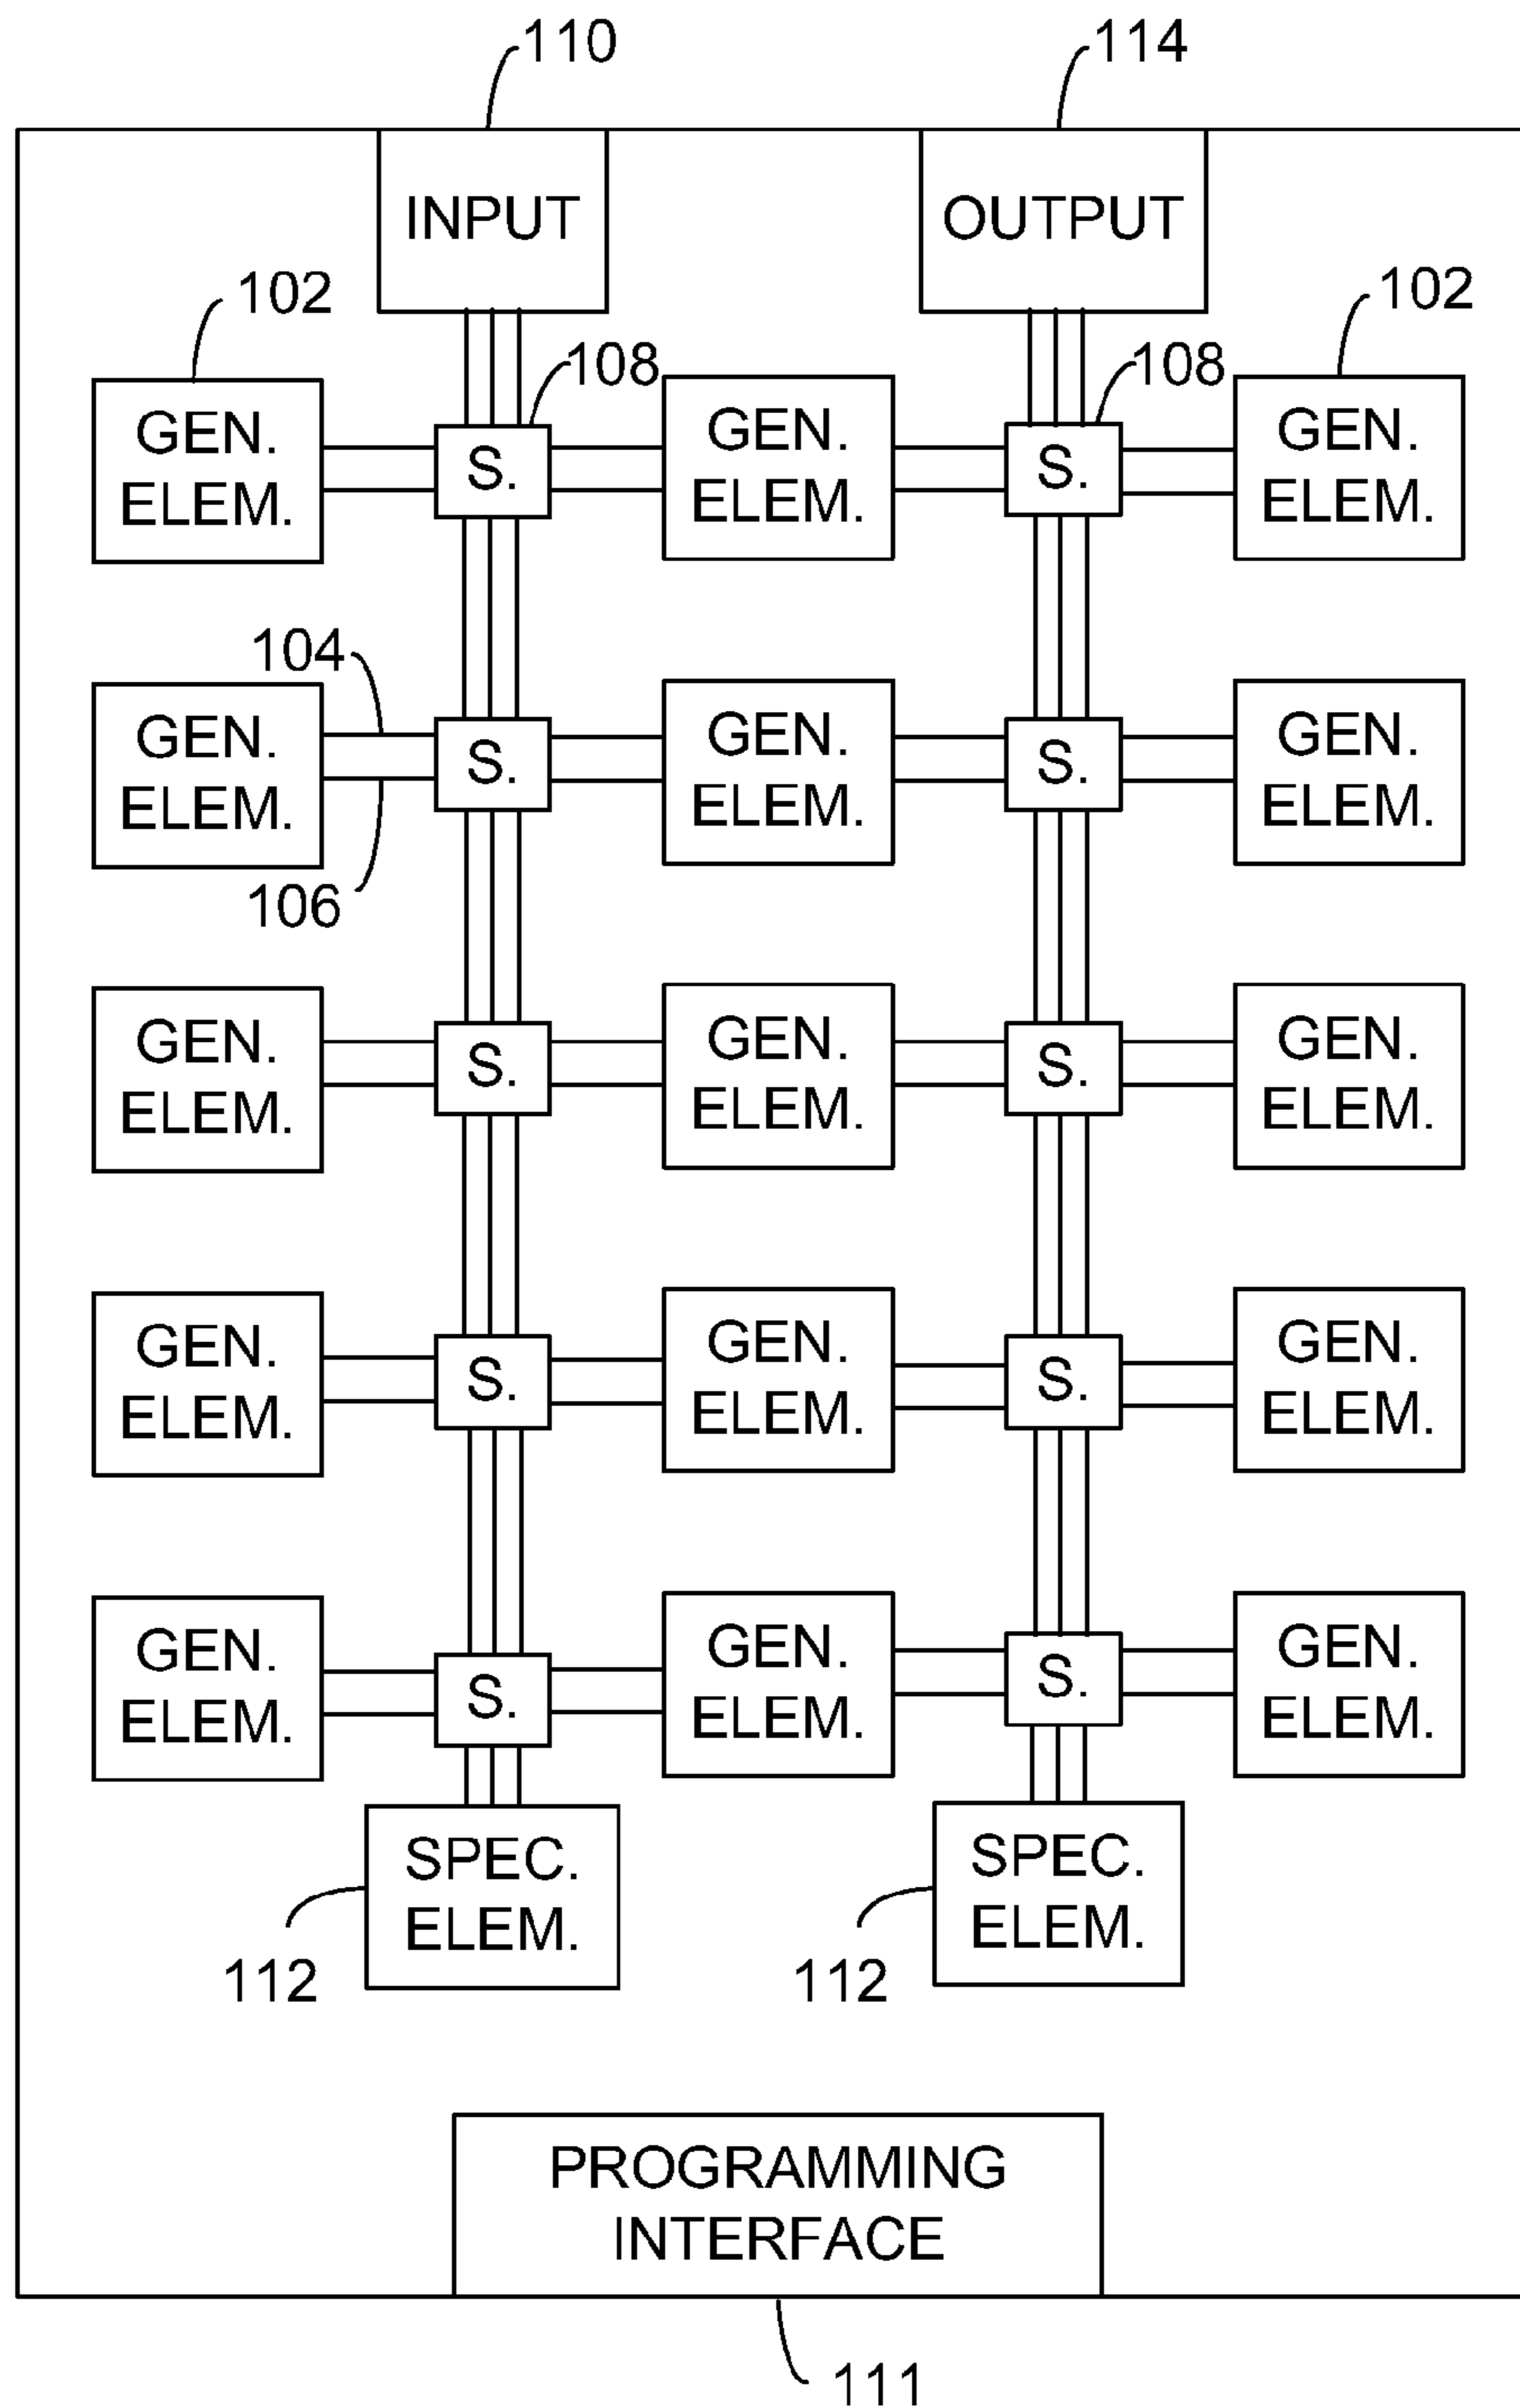 110
114
INPUT
OUTPUT
102
102
108
108
GEN.
ELEM.
S.
GEN.
ELEM.
S.
GEN.
ELEM.
104
GEN.
ELEM.
S.
GEN.
ELEM.
S.
GEN.
ELEM.
106
GEN.
ELEM.
S.
GEN.
ELEM.
S.
GEN.
ELEM.
GEN.
ELEM.
S.
GEN.
ELEM.
S.
GEN.
ELEM.
GEN.
ELEM.
S.
GEN.
ELEM.
S.
GEN.
ELEM.
SPEC.
ELEM.
SPEC.
ELEM.
112
112
PROGRAMMING
INTERFACE
111